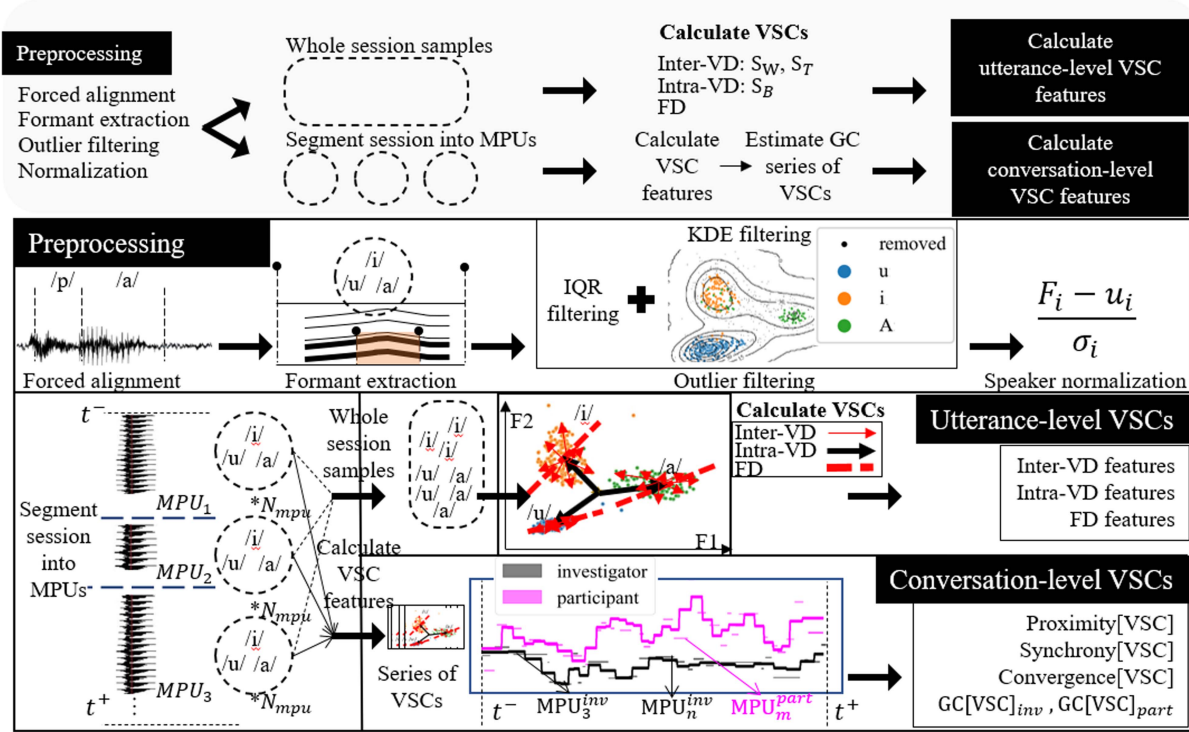 Preprocessing
Forced alignment
Formant extraction
Outlier filtering
Normalization
Whole session samples
Segment session into MPUs
Calculate VSCs
Inter-VD: S_W, S_T
Intra-VD: S_B
FD
Calculate
VSC
features
Estimate GC
series of
VSCs
Calculate
utterance-level VSC
features
Calculate
conversation-level
VSC features
Preprocessing
/p/ /a/
Forced alignment
/i/
/u/ /a/
Formant extraction
IQR
filtering
KDE filtering
removed
u
i
A
Outlier filtering
F_i − u_i
σ_i
Speaker normalization
Segment
session
into
MPUs
t^-
MPU_1
MPU_2
MPU_3
t^+
/i/
/u/ /a/
*N_mpu
/i/
/u/ /a/
*N_mpu
/i/
/u/ /a/
*N_mpu
Whole
session
samples
/i/
/i/ /i/
/u/ /a/
/u/ /a/
/a/
Calculate
VSC
features
F2
/i/
/a/
/u/
F1
Calculate VSCs
Inter-VD
Intra-VD
FD
Utterance-level VSCs
Inter-VD features
Intra-VD features
FD features
Series of
VSCs
investigator
participant
t^-
MPU_3^inv
MPU_n^inv
MPU_m^part
t^+
Conversation-level VSCs
Proximity[VSC]
Synchrony[VSC]
Convergence[VSC]
GC[VSC]_inv , GC[VSC]_part